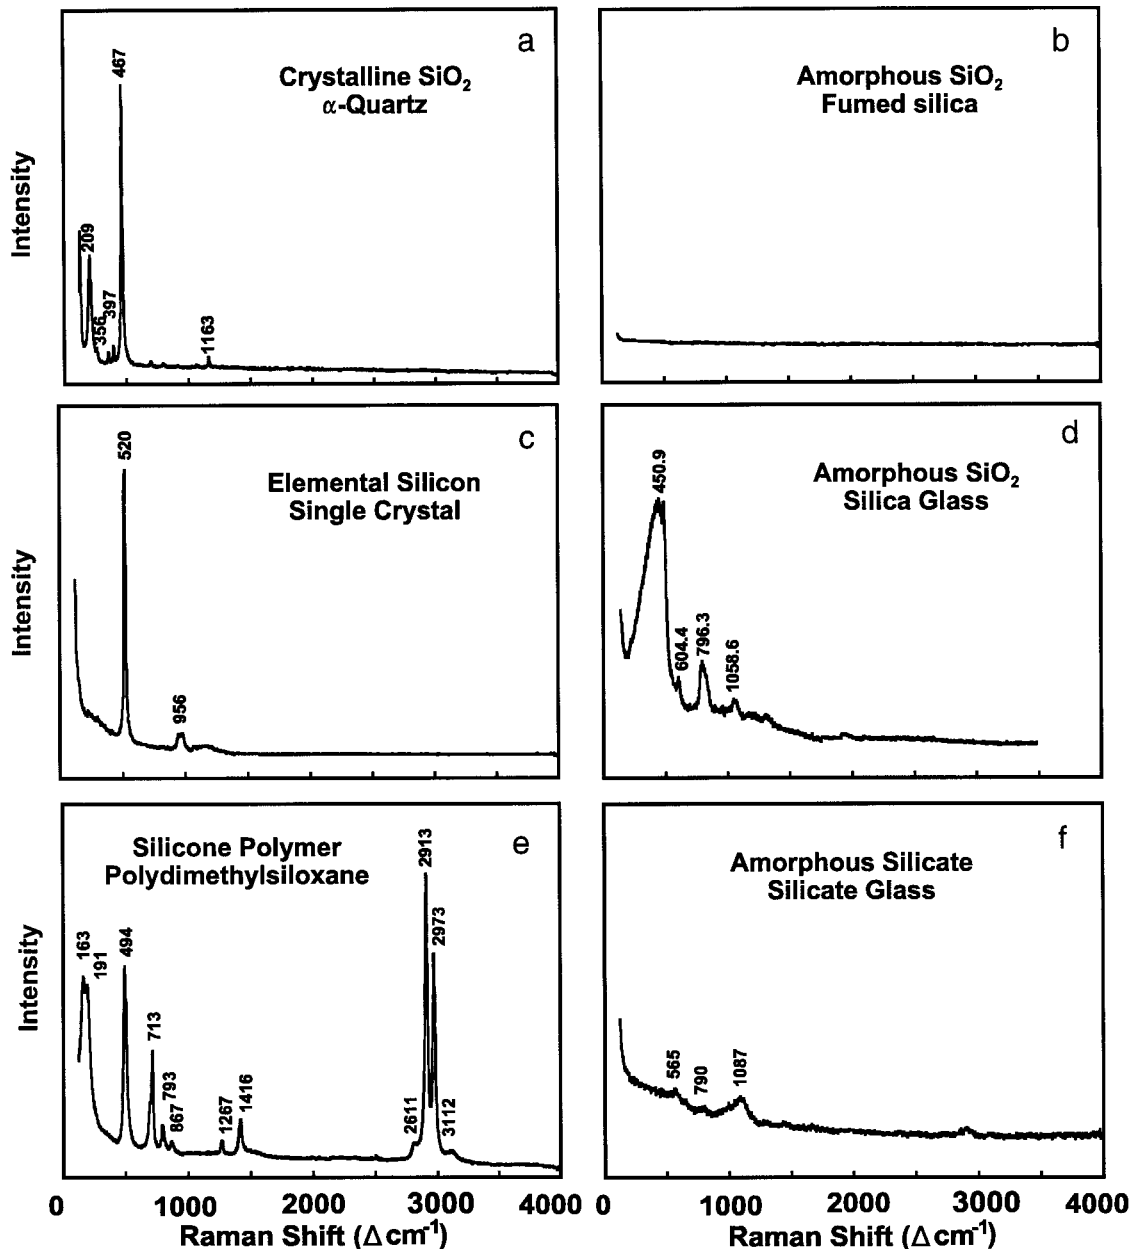 a
467
Crystalline SiO₂
α-Quartz
209
397
356
1163
Intensity
b
Amorphous SiO₂
Fumed silica
c
520
Elemental Silicon
Single Crystal
956
Intensity
d
450.9
Amorphous SiO₂
Silica Glass
604.4
796.3
1058.6
e
Silicone Polymer
Polydimethylsiloxane
163
191
494
713
793
867
1267
1416
2611
2913
2973
3112
Intensity
0 1000 2000 3000 4000
Raman Shift (Δcm⁻¹)
f
Amorphous Silicate
Silicate Glass
565
790
1087
0 1000 2000 3000 4000
Raman Shift (Δcm⁻¹)